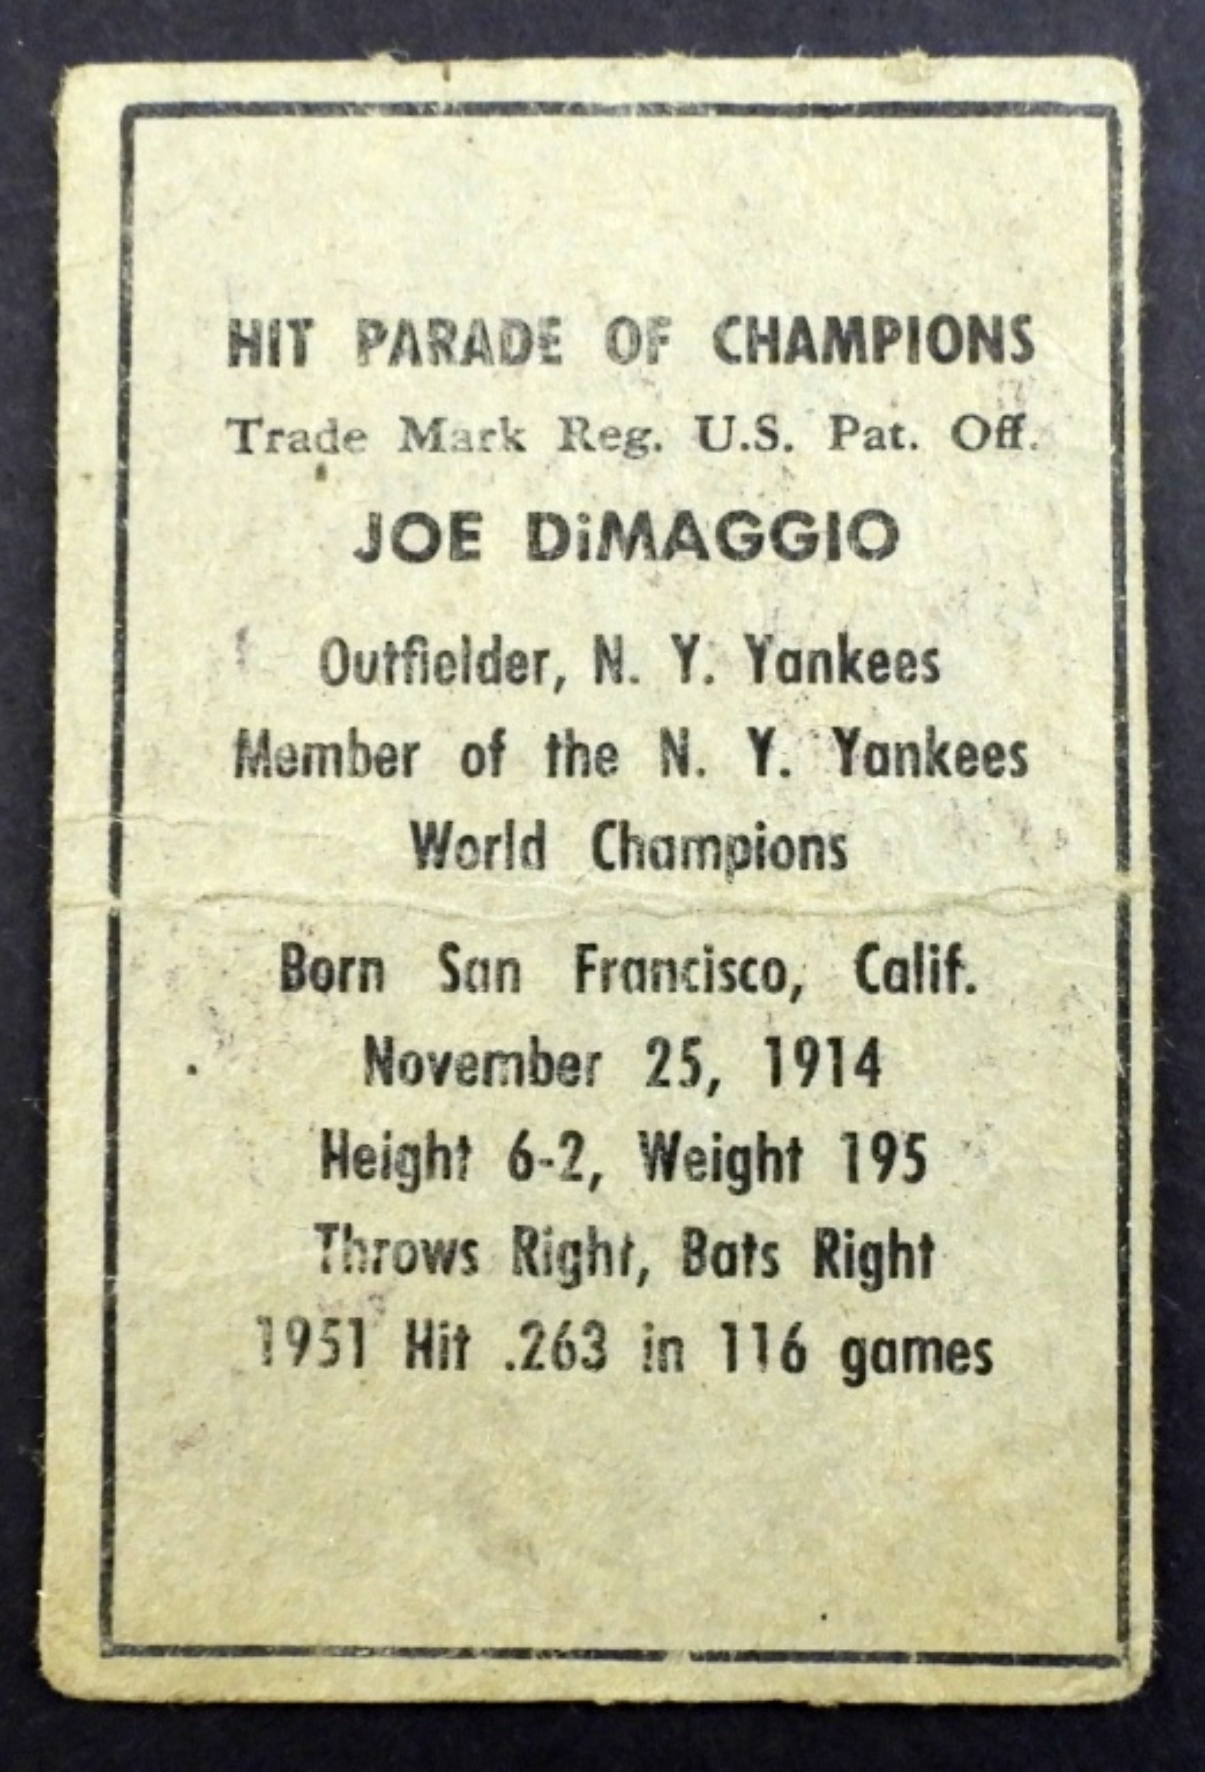 HIT PARADE OF CHAMPIONS
Trade Mark Reg. U.S. Pat. Off.
JOE DiMAGGIO
Outfielder, N. Y. Yankees
Member of the N. Y. Yankees
World Champions
Born San Francisco, Calif.
November 25, 1914
Height 6-2, Weight 195
Throws Right, Bats Right
1951 Hit .263 in 116 games